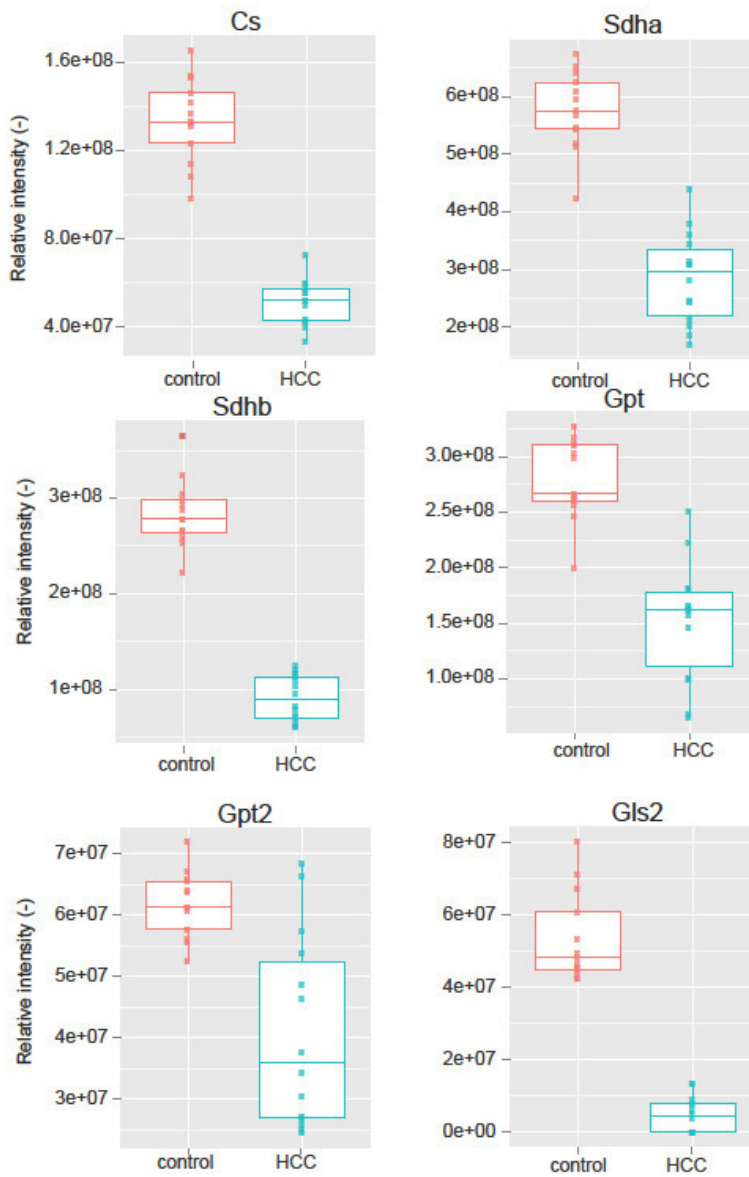 Cs
Sdha
Relative intensity (-)
1.6e+08
1.2e+08
8.0e+07
4.0e+07
6e+08
5e+08
4e+08
3e+08
2e+08
control HCC
control HCC
Sdhb
Gpt
Relative intensity (-)
3e+08
2e+08
1e+08
3.0e+08
2.5e+08
2.0e+08
1.5e+08
1.0e+08
control HCC
control HCC
Gpt2
Gls2
Relative intensity (-)
7e+07
6e+07
5e+07
4e+07
3e+07
8e+07
6e+07
4e+07
2e+07
0e+00
control HCC
control HCC